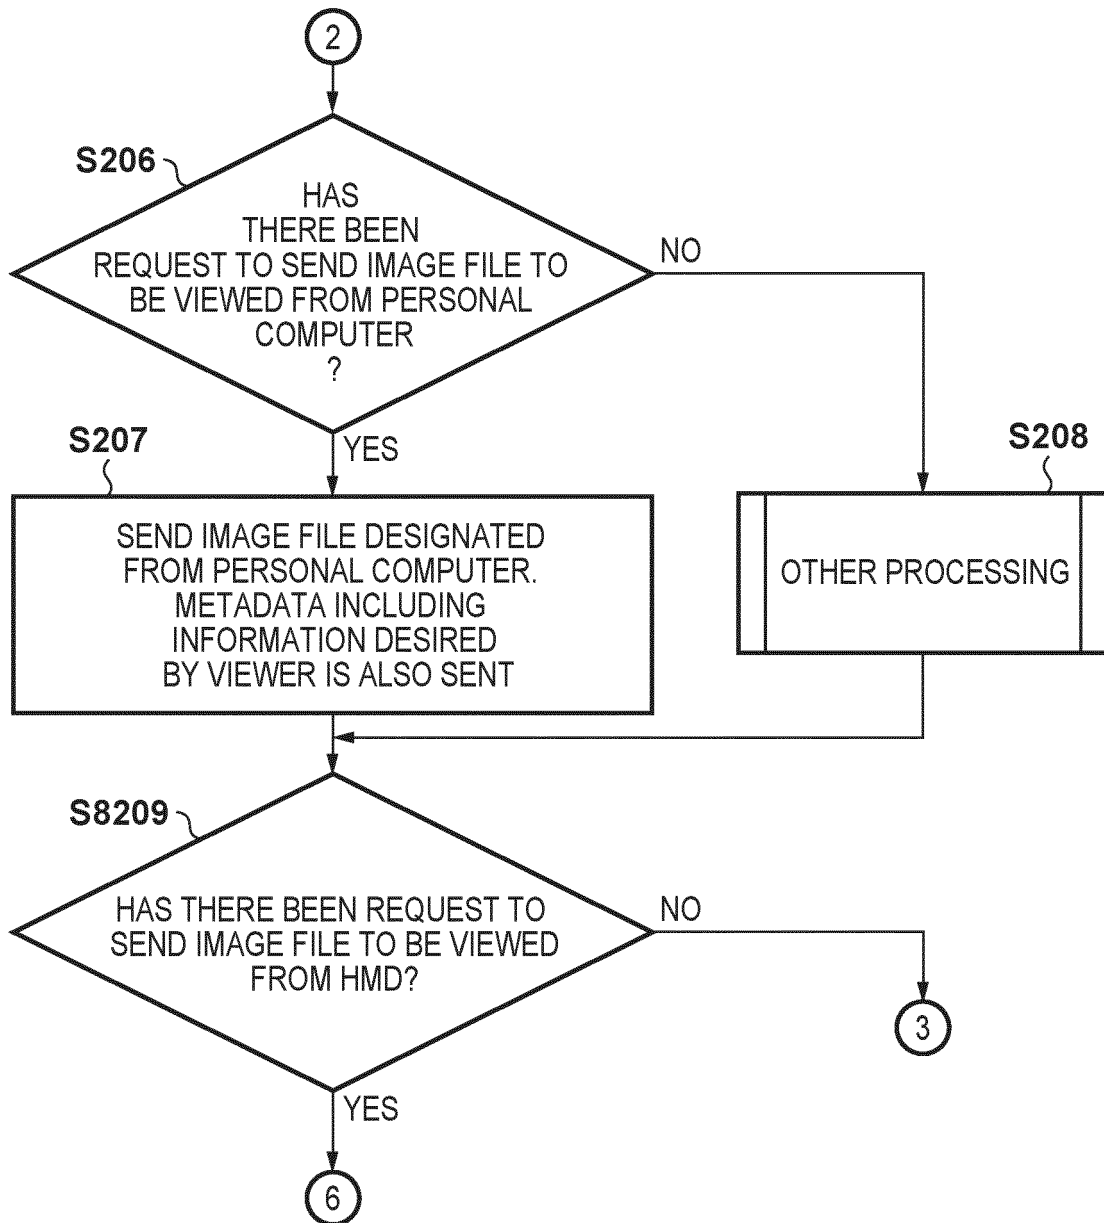 2
S206
HAS
THERE BEEN
REQUEST TO SEND IMAGE FILE TO
BE VIEWED FROM PERSONAL
COMPUTER
?
NO
YES
S207
SEND IMAGE FILE DESIGNATED
FROM PERSONAL COMPUTER.
METADATA INCLUDING
INFORMATION DESIRED
BY VIEWER IS ALSO SENT
S208
OTHER PROCESSING
S8209
HAS THERE BEEN REQUEST TO
SEND IMAGE FILE TO BE VIEWED
FROM HMD?
NO
3
YES
6